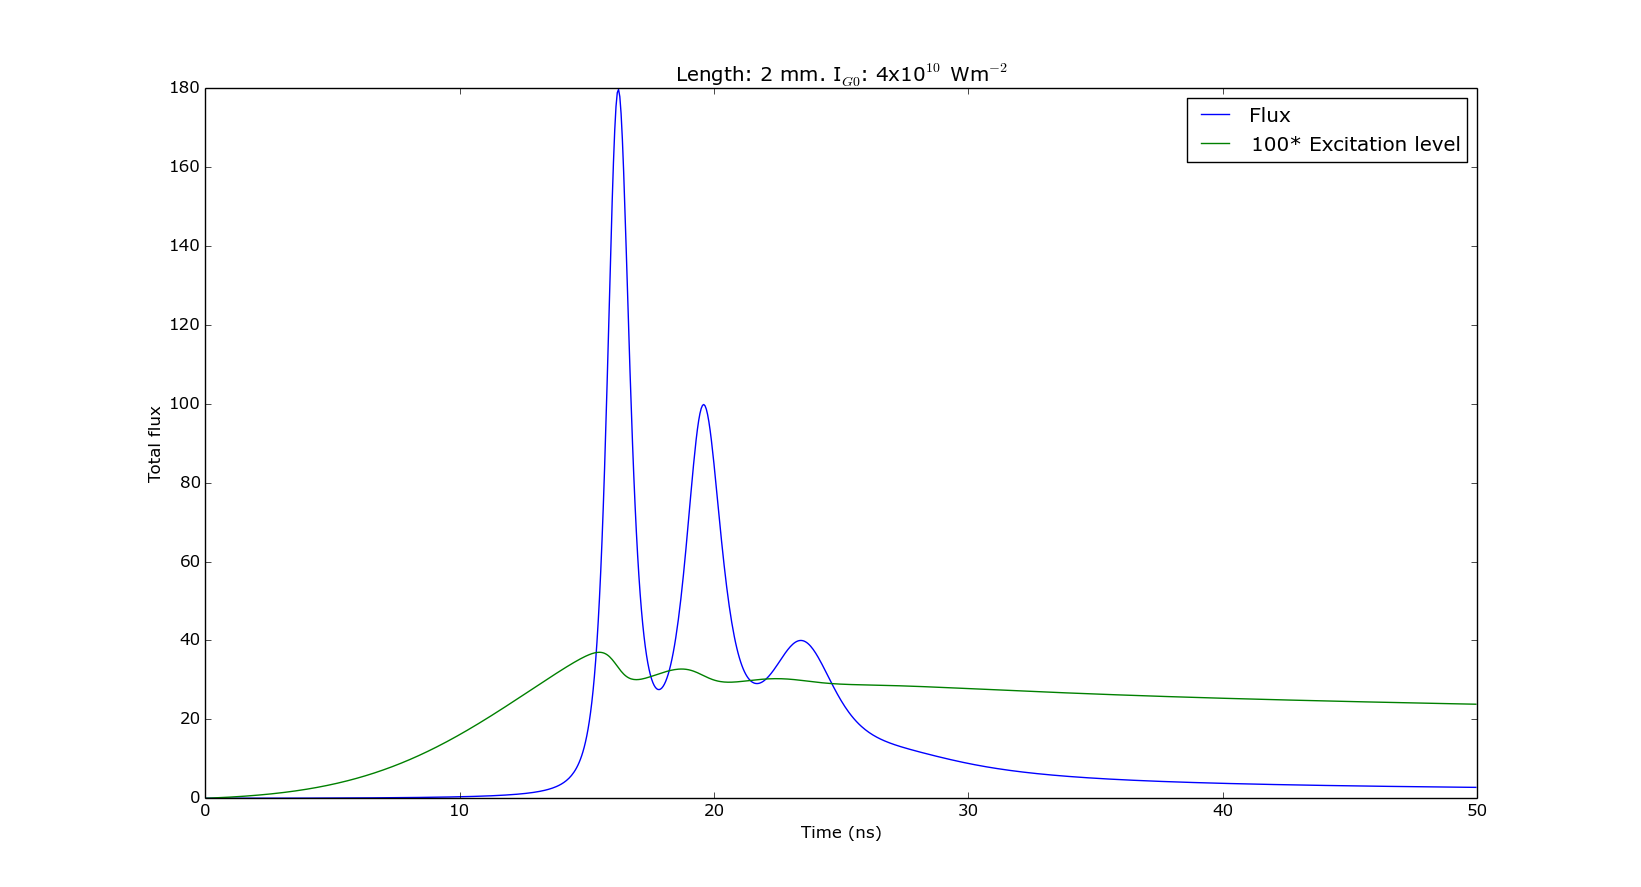 Length: 2 mm. I_G0: 4x10^10 Wm^−2
180
160
140
120
100
80
60
40
20
0
Total flux
Flux
100* Excitation level
0 10 20 30 40 50
Time (ns)